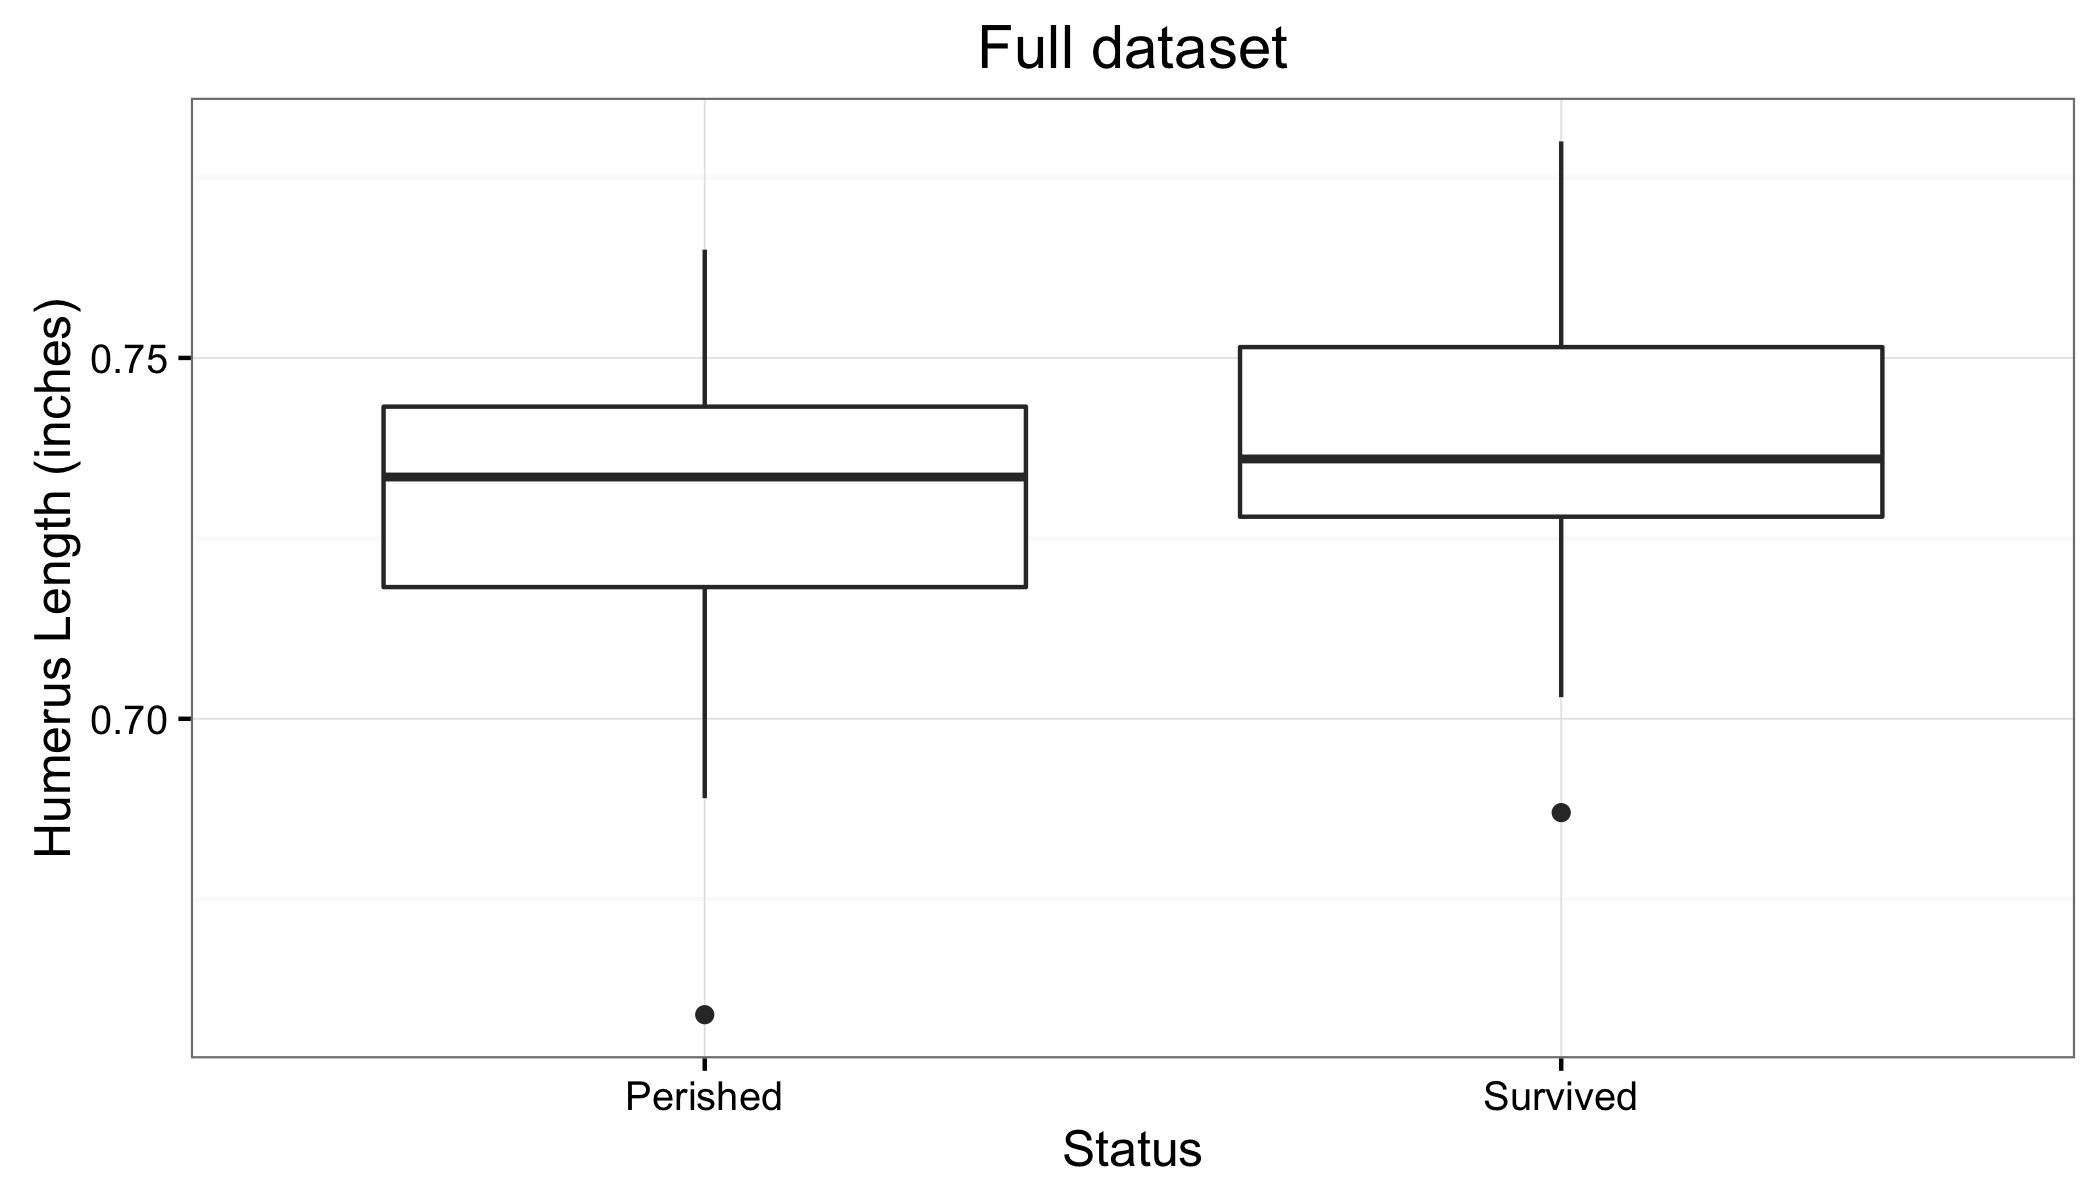 Full dataset
Humerus Length (inches)
0.75
0.70
Perished
Survived
Status